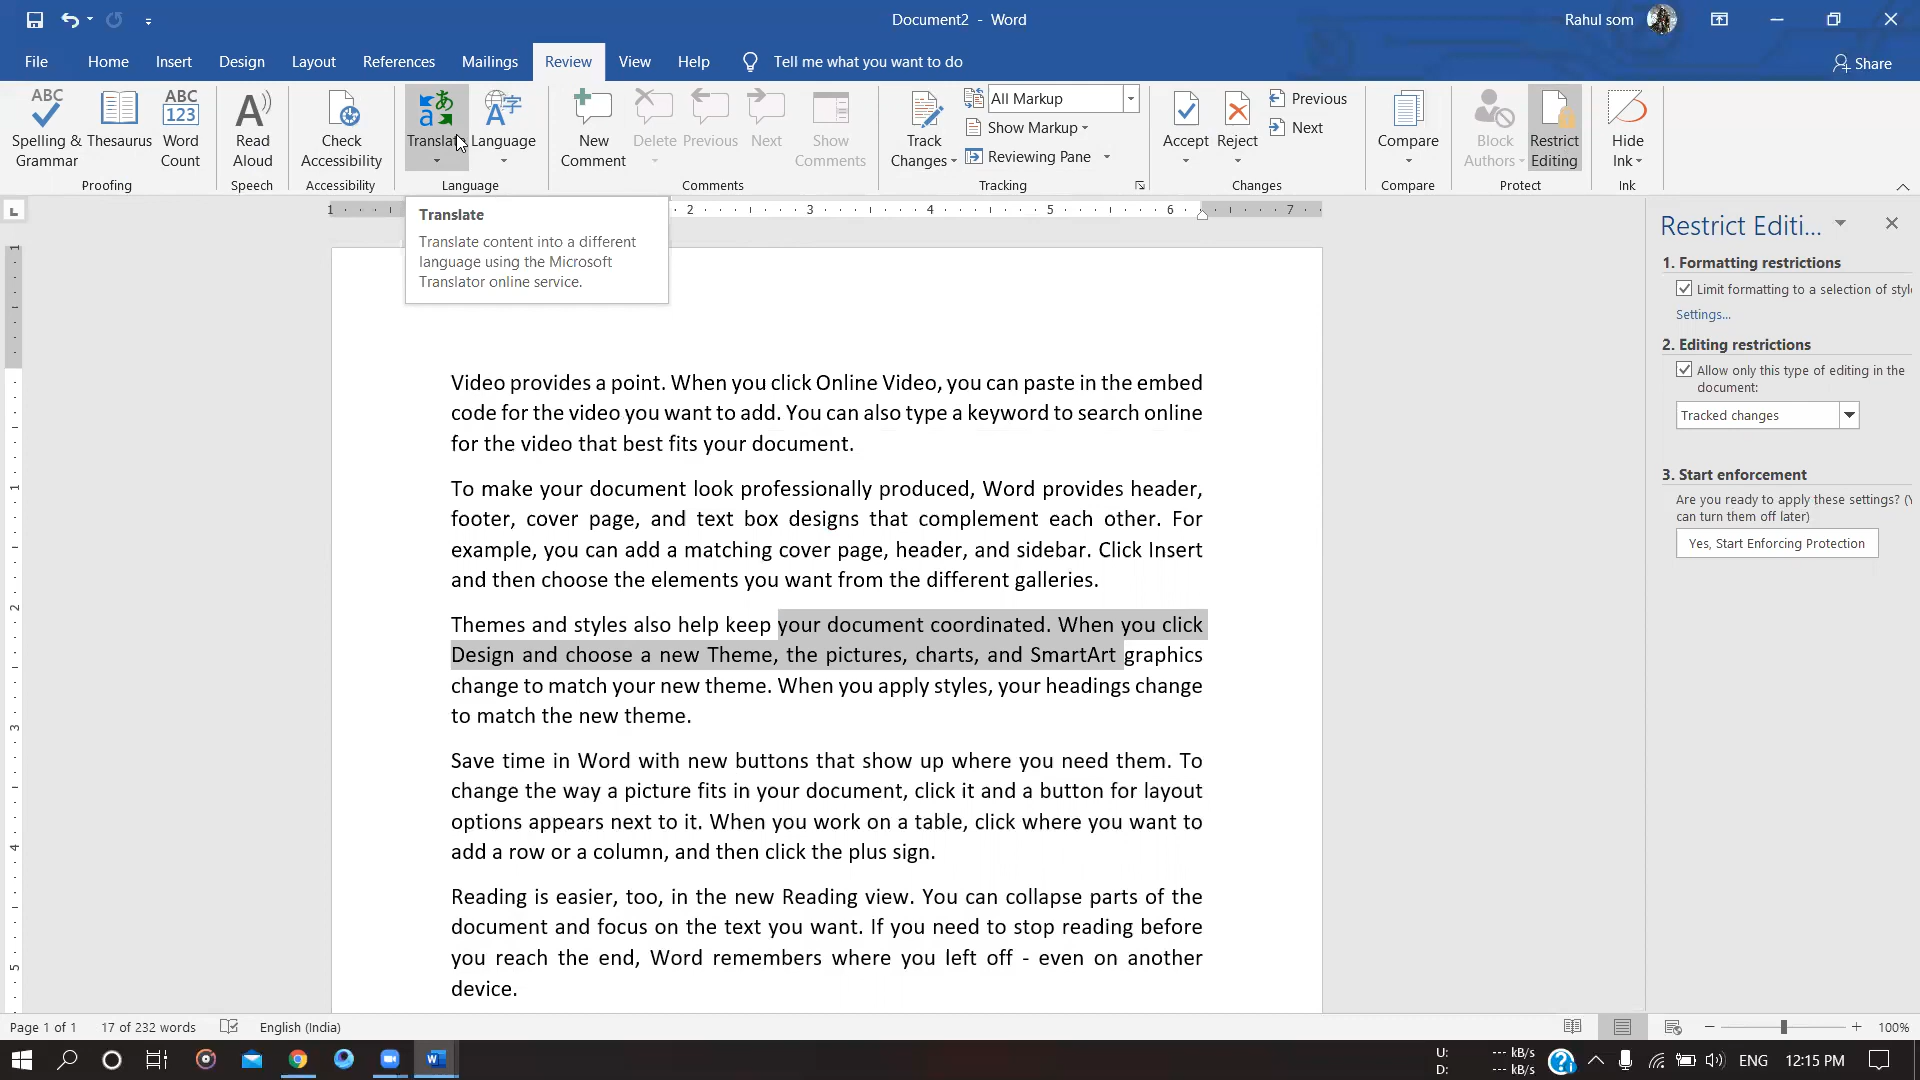 Document2 - Word
Rahul som
File Home Insert Design Layout References Mailings Review View Help Tell me what you want to do
Share
ABC
Spelling & Grammar
Thesaurus
ABC
123
Word Count
Proofing
A
Read Aloud
Speech
Check Accessibility
Accessibility
あ
a
Translate
A字
Language
Language
New Comment
Delete
Previous
Next
Show Comments
Comments
Track Changes
All Markup
Show Markup
Reviewing Pane
Tracking
Accept
Reject
Previous
Next
Changes
Compare
Compare
Block Authors
Restrict Editing
Protect
Hide Ink
Ink
L
1 2 3 4 5 6 7
Translate
Translate content into a different
language using the Microsoft
Translator online service.
1
1
2
3
4
5
Video provides a point. When you click Online Video, you can paste in the embed
code for the video you want to add. You can also type a keyword to search online
for the video that best fits your document.
To make your document look professionally produced, Word provides header,
footer, cover page, and text box designs that complement each other. For
example, you can add a matching cover page, header, and sidebar. Click Insert
and then choose the elements you want from the different galleries.
Themes and styles also help keep your document coordinated. When you click
Design and choose a new Theme, the pictures, charts, and SmartArt graphics
change to match your new theme. When you apply styles, your headings change
to match the new theme.
Save time in Word with new buttons that show up where you need them. To
change the way a picture fits in your document, click it and a button for layout
options appears next to it. When you work on a table, click where you want to
add a row or a column, and then click the plus sign.
Reading is easier, too, in the new Reading view. You can collapse parts of the
document and focus on the text you want. If you need to stop reading before
you reach the end, Word remembers where you left off - even on another
device.
Restrict Editi...
1. Formatting restrictions
Limit formatting to a selection of style
Settings...
2. Editing restrictions
Allow only this type of editing in the
document:
Tracked changes
3. Start enforcement
Are you ready to apply these settings? (Y
can turn them off later)
Yes, Start Enforcing Protection
Page 1 of 1 17 of 232 words English (India)
100%
U: --- kB/s
D: --- kB/s
ENG
12:15 PM